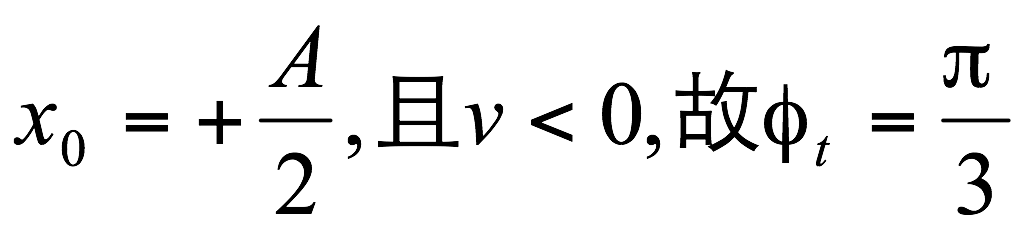 x₀ = +A/2,且v < 0,故ϕₜ = π/3